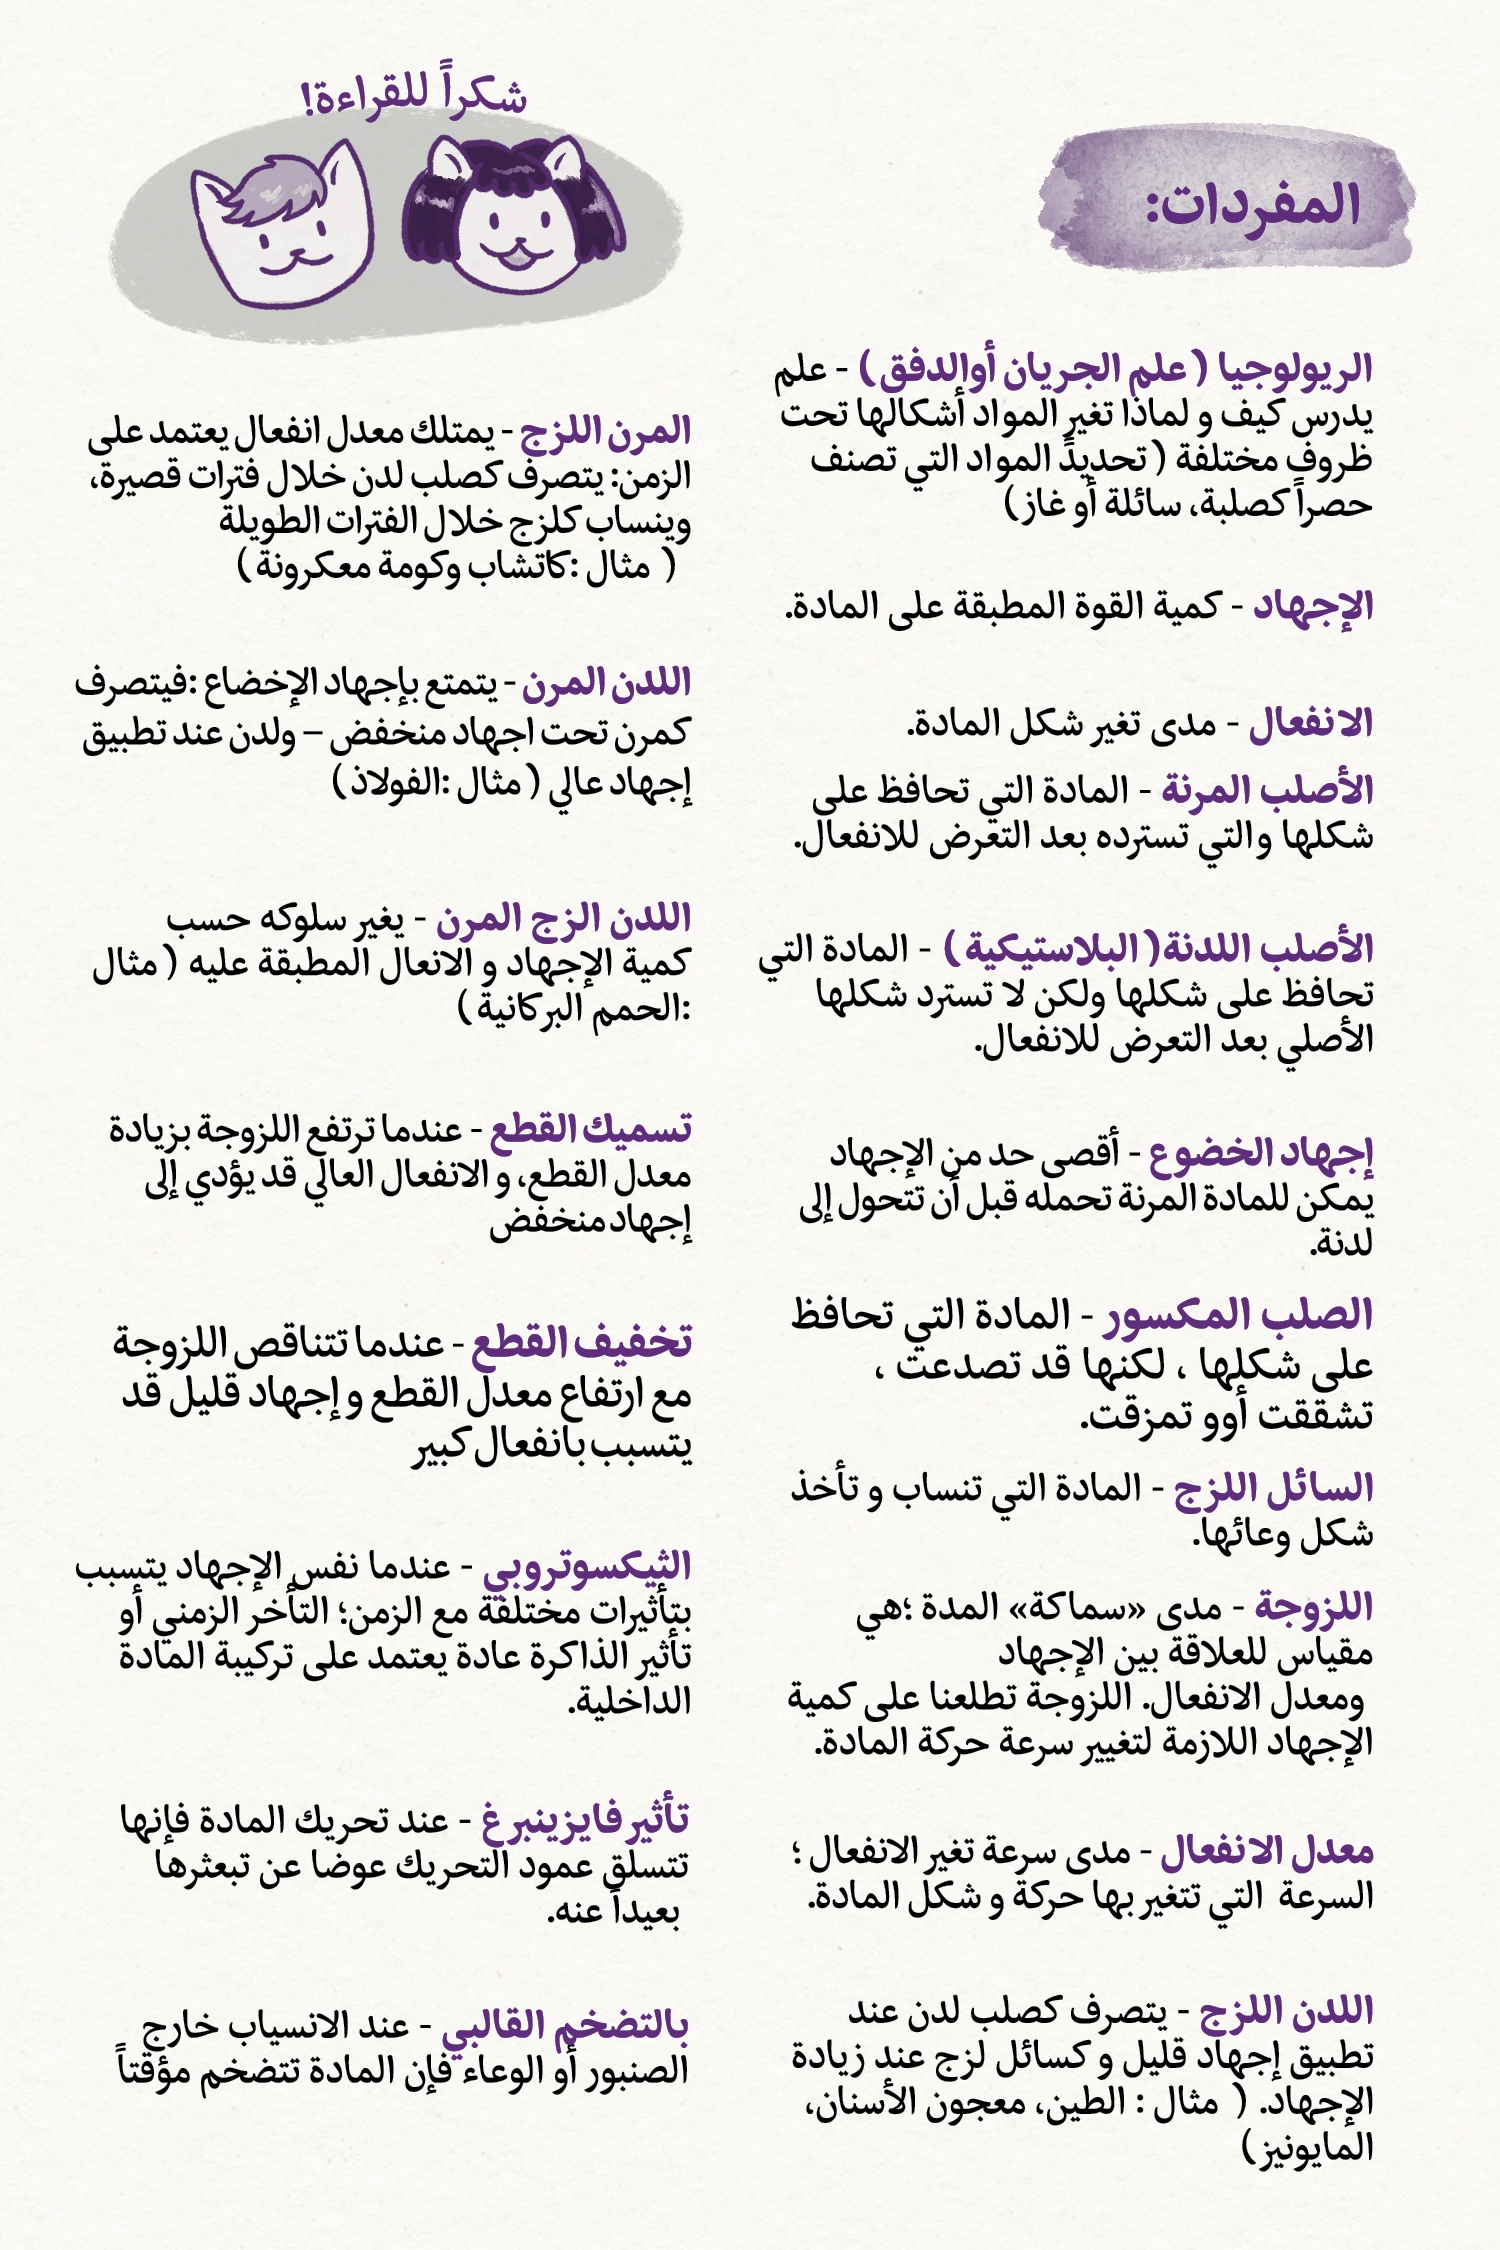 المفردات:
الريولوجيا ( علم الجريان أوالدفق ) - علم
يدرس كيف و لماذا تغير المواد أشكالها تحت
ظروف مختلفة ( تحديدً المواد التي تصنف
حصراً كصلبة، سائلة أو غاز )
الإجهاد - كمية القوة المطبقة على المادة.
الانفعال - مدى تغير شكل المادة.
الأصلب المرنة - المادة التي تحافظ على
شكلها والتي تسترده بعد التعرض للانفعال.
الأصلب اللدنة( البلاستيكية ) - المادة التي
تحافظ على شكلها ولكن لا تسترد شكلها
الأصلي بعد التعرض للانفعال.
إجهاد الخضوع - أقصى حد من الإجهاد
يمكن للمادة المرنة تحمله قبل أن تتحول إلى
لدنة.
الصلب المكسور - المادة التي تحافظ
على شكلها ، لكنها قد تصدعت ،
تشققت أوو تمزقت.
السائل اللزج - المادة التي تنساب و تأخذ
شكل وعائها.
اللزوجة - مدى «سماكة» المدة ؛هي
مقياس للعلاقة بين الإجهاد
ومعدل الانفعال. اللزوجة تطلعنا على كمية
الإجهاد اللازمة لتغيير سرعة حركة المادة.
معدل الانفعال - مدى سرعة تغير الانفعال ؛
السرعة التي تتغير بها حركة و شكل المادة.
اللدن اللزج - يتصرف كصلب لدن عند
تطبيق إجهاد قليل و كسائل لزج عند زيادة
الإجهاد. ( مثال : الطين، معجون الأسنان،
المايونيز )
شكراً للقراءة!
المرن اللزج - يمتلك معدل انفعال يعتمد على
الزمن: يتصرف كصلب لدن خلال فترات قصيرة،
وينساب كلزج خلال الفترات الطويلة
( مثال :كاتشاب وكومة معكرونة )
اللدن المرن - يتمتع بإجهاد الإخضاع :فيتصرف
كمرن تحت اجهاد منخفض – ولدن عند تطبيق
إجهاد عالي ( مثال :الفولاذ )
اللدن الزج المرن - يغير سلوكه حسب
كمية الإجهاد و الانعال المطبقة عليه ( مثال
:الحمم البركانية )
تسميك القطع - عندما ترتفع اللزوجة بزيادة
معدل القطع، و الانفعال العالي قد يؤدي إلى
إجهاد منخفض
تخفيف القطع - عندما تتناقص اللزوجة
مع ارتفاع معدل القطع و إجهاد قليل قد
يتسبب بانفعال كبير
الثيكسوتروبي - عندما نفس الإجهاد يتسبب
بتأثيرات مختلفة مع الزمن؛ التأخر الزمني أو
تأثير الذاكرة عادة يعتمد على تركيبة المادة
الداخلية.
تأثير فايزينبرغ - عند تحريك المادة فإنها
تتسلق عمود التحريك عوضا عن تبعثرها
بعيداً عنه.
بالتضخم القالبي - عند الانسياب خارج
الصنبور أو الوعاء فإن المادة تتضخم مؤقتاً